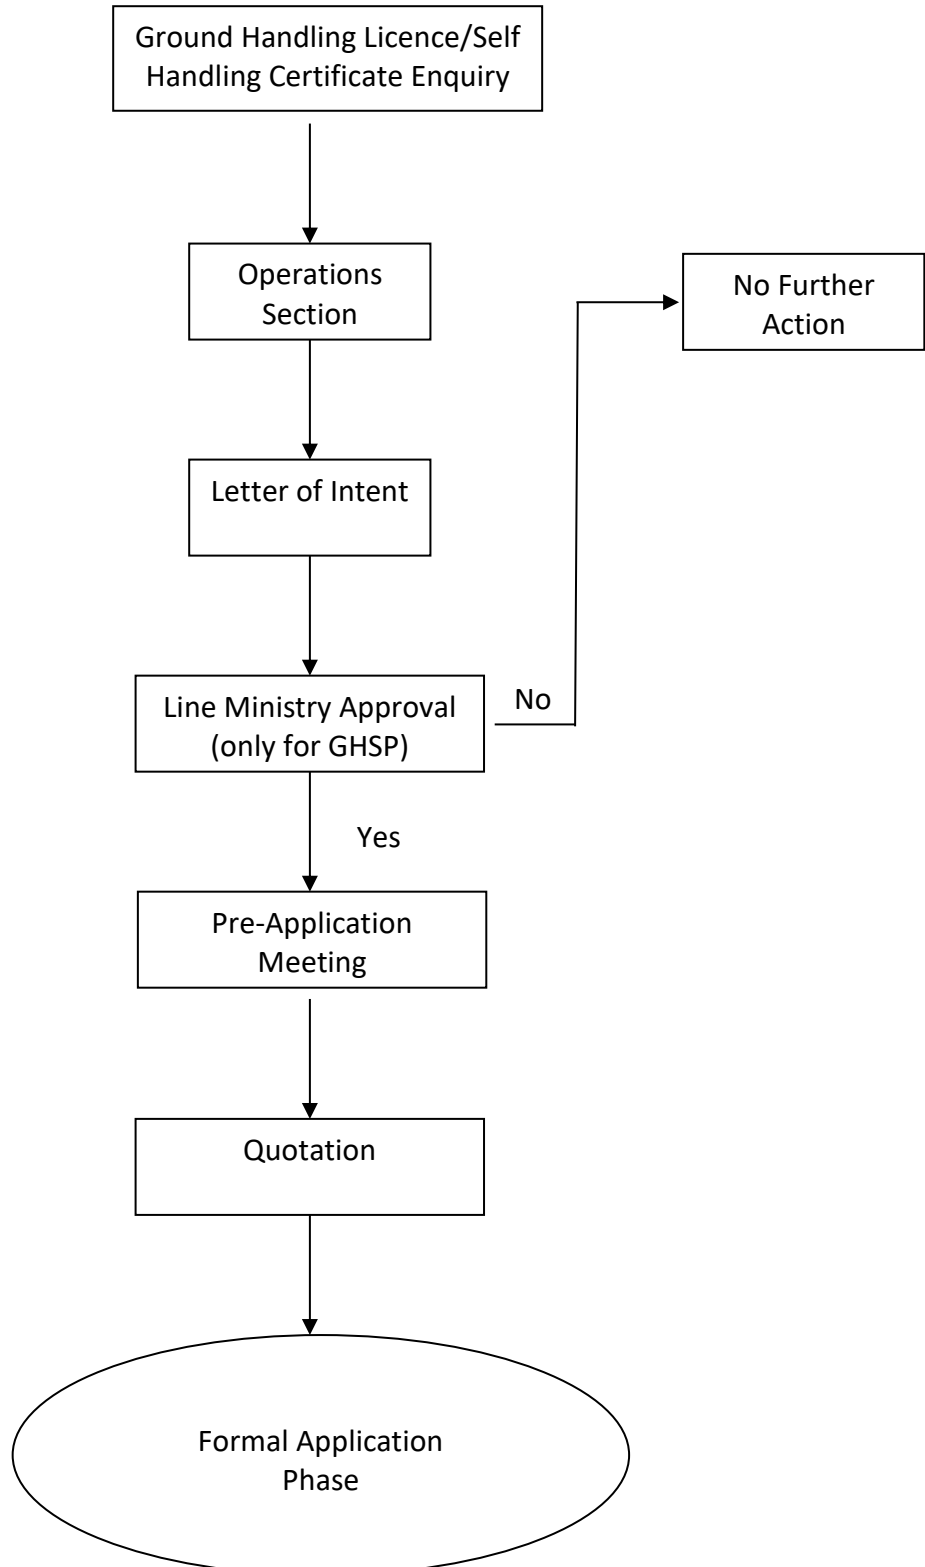 Ground Handling Licence/Self
Handling Certificate Enquiry
Operations
Section
No Further
Action
Letter of Intent
Line Ministry Approval
(only for GHSP)
No
Yes
Pre-Application
Meeting
Quotation
Formal Application
Phase